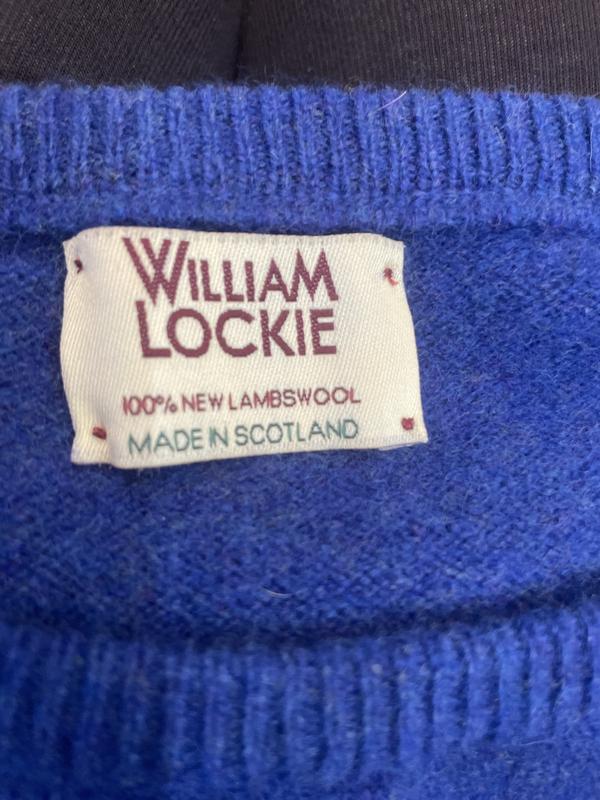 WILLIAM
LOCKIE
100% NEW LAMBSWOOL
MADE IN SCOTLAND